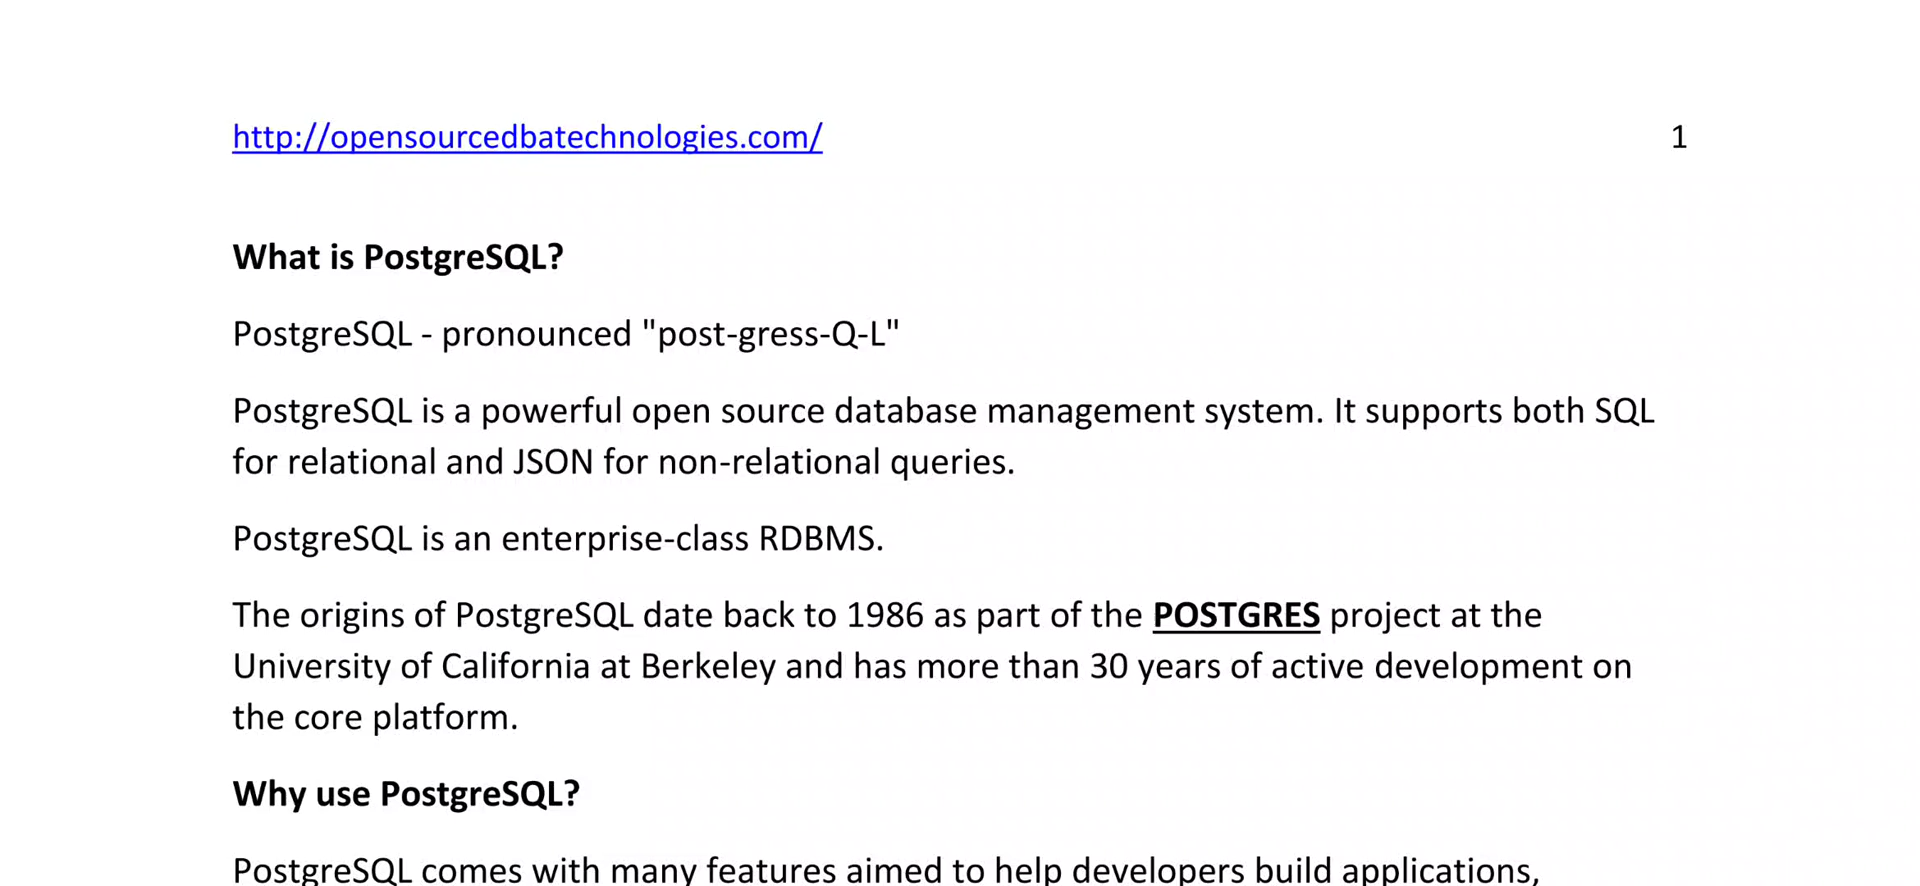 http://opensourcedbatechnologies.com/ 1
What is PostgreSQL?
PostgreSQL - pronounced "post-gress-Q-L"
PostgreSQL is a powerful open source database management system. It supports both SQL
for relational and JSON for non-relational queries.
PostgreSQL is an enterprise-class RDBMS.
The origins of PostgreSQL date back to 1986 as part of the POSTGRES project at the
University of California at Berkeley and has more than 30 years of active development on
the core platform.
Why use PostgreSQL?
PostgreSQL comes with many features aimed to help developers build applications,